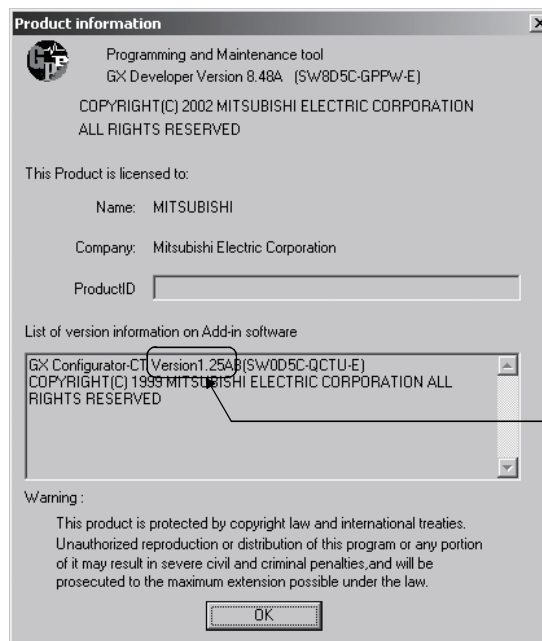 Product information
Programming and Maintenance tool
GX Developer Version 8.48A (SW8D5C-GPPW-E)
COPYRIGHT(C) 2002 MITSUBISHI ELECTRIC CORPORATION
ALL RIGHTS RESERVED
This Product is licensed to:
Name: MITSUBISHI
Company: Mitsubishi Electric Corporation
ProductID
List of version information on Add-in software
GX Configurator-CT Version1.25AB(SW0D5C-QCTU-E)
COPYRIGHT(C) 1999 MITSUBISHI ELECTRIC CORPORATION ALL
RIGHTS RESERVED
Warning :
This product is protected by copyright law and international treaties.
Unauthorized reproduction or distribution of this program or any portion
of it may result in severe civil and criminal penalties,and will be
prosecuted to the maximum extension possible under the law.
OK